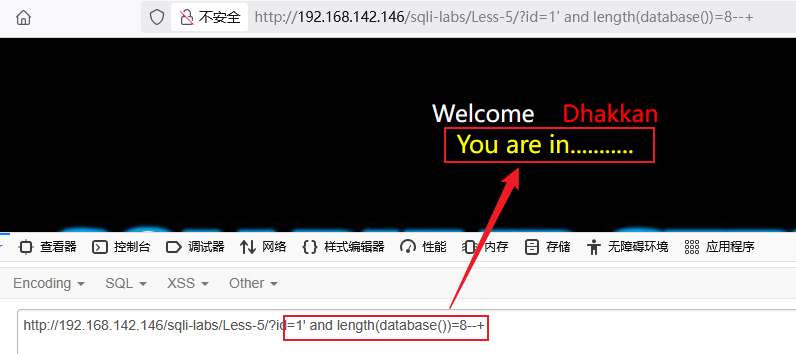 不安全 http://192.168.142.146/sqli-labs/Less-5/?id=1' and length(database())=8--+
Welcome Dhakkan
You are in...........
查看器 控制台 调试器 网络 样式编辑器 性能 内存 存储 无障碍环境 应用程序
Encoding SQL XSS Other
http://192.168.142.146/sqli-labs/Less-5/?id=1' and length(database())=8--+